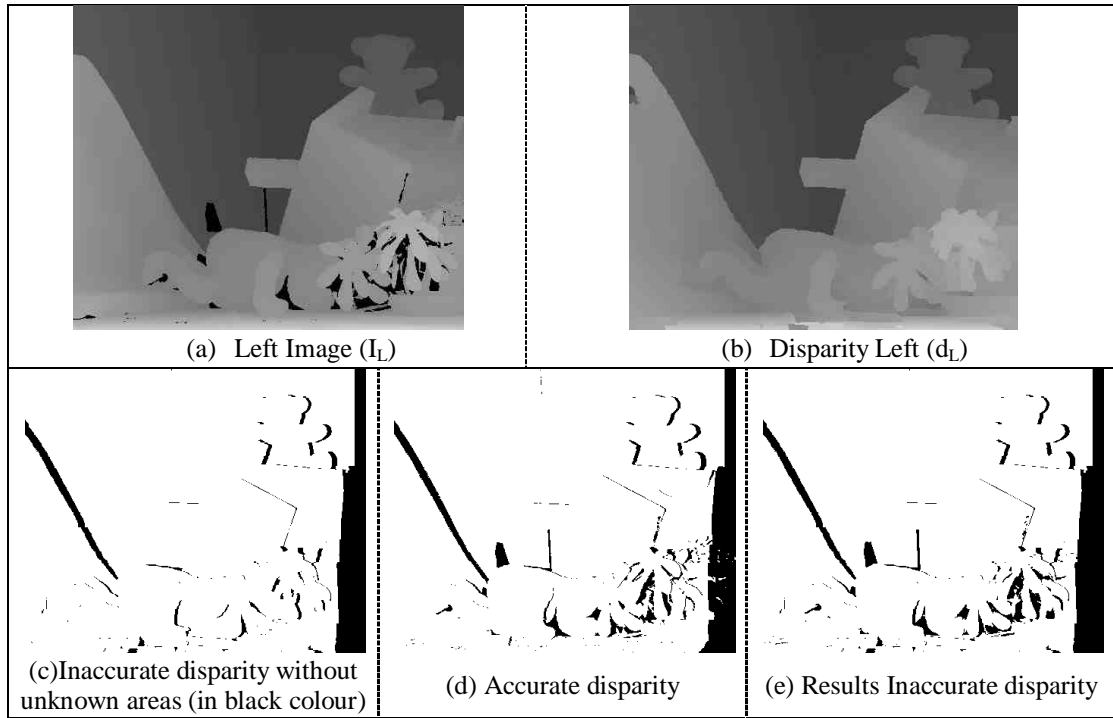 (a) Left Image (I_L)
(b) Disparity Left (d_L)
(c)Inaccurate disparity without
unknown areas (in black colour)
(d) Accurate disparity
(e) Results Inaccurate disparity